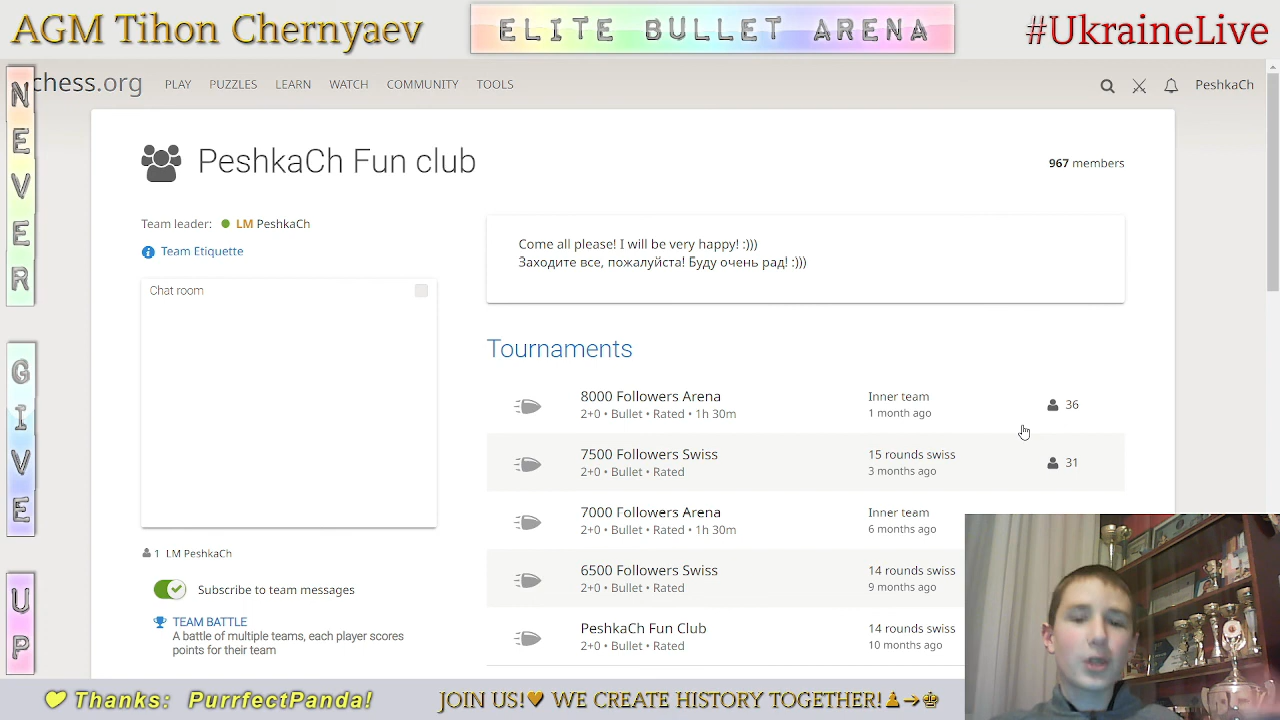 AGM Tihon Chernyaev
ELITE BULLET ARENA
#UkraineLive
NEVER
GIVE
UP
chess.org
PLAY PUZZLES LEARN WATCH COMMUNITY TOOLS
PeshkaCh
PeshkaCh Fun club
967 members
Team leader: LM PeshkaCh
Team Etiquette
Chat room
1 LM PeshkaCh
Subscribe to team messages
TEAM BATTLE
A battle of multiple teams, each player scores
points for their team
Come all please! I will be very happy! :)))
Заходите все, пожалуйста! Буду очень рад! :)))
Tournaments
8000 Followers Arena Inner team 36
2+0 • Bullet • Rated • 1h 30m 1 month ago
7500 Followers Swiss 15 rounds swiss 31
2+0 • Bullet • Rated 3 months ago
7000 Followers Arena Inner team
2+0 • Bullet • Rated • 1h 30m 6 months ago
6500 Followers Swiss 14 rounds swiss
2+0 • Bullet • Rated 9 months ago
PeshkaCh Fun Club 14 rounds swiss
2+0 • Bullet • Rated 10 months ago
Thanks: PurrfectPanda!
JOIN US! WE CREATE HISTORY TOGETHER!